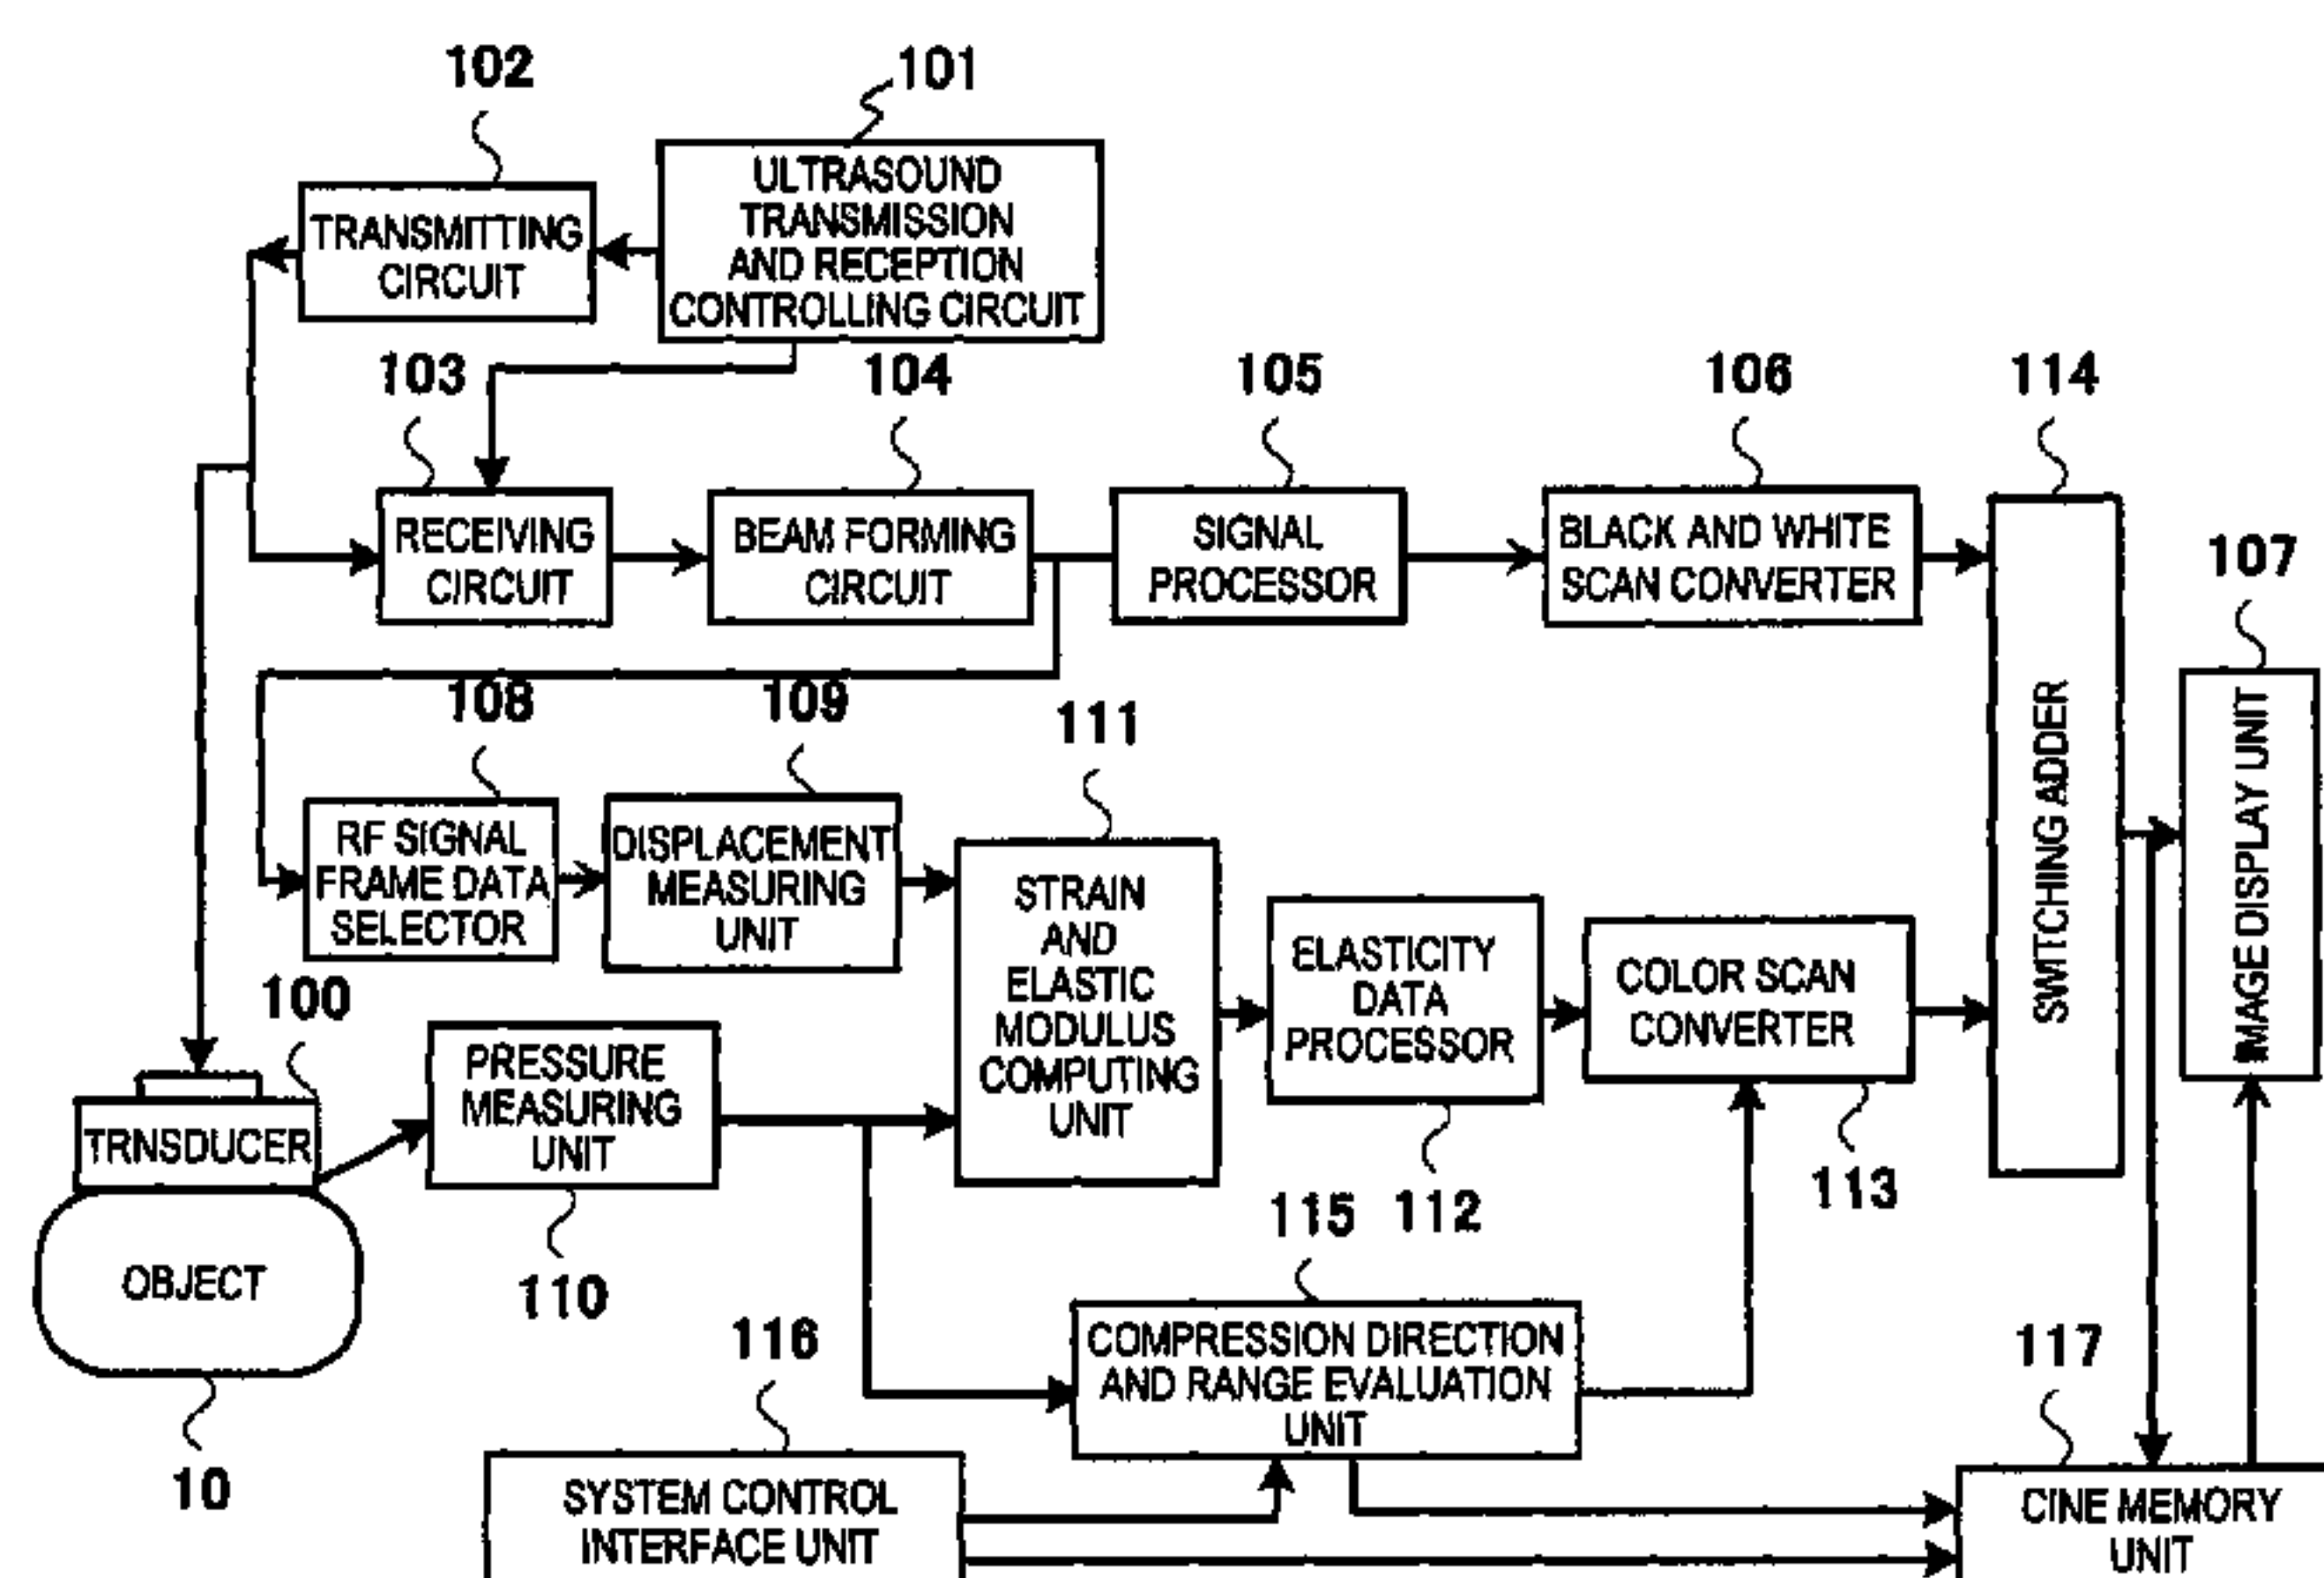 102
101
ULTRASOUND
TRANSMISSION
AND RECEPTION
CONTROLLING CIRCUIT
TRANSMITTING
CIRCUIT
103
104
105
106
114
RECEIVING
CIRCUIT
BEAM FORMING
CIRCUIT
SIGNAL
PROCESSOR
BLACK AND WHITE
SCAN CONVERTER
SWITCHING ADDER
107
IMAGE DISPLAY UNIT
108
109
111
RF SIGNAL
FRAME DATA
SELECTOR
DISPLACEMENT
MEASURING
UNIT
STRAIN
AND
ELASTIC
MODULUS
COMPUTING
UNIT
ELASTICITY
DATA
PROCESSOR
COLOR SCAN
CONVERTER
100
TRNSDUCER
PRESSURE
MEASURING
UNIT
112
113
OBJECT
110
115
10
116
COMPRESSION DIRECTION
AND RANGE EVALUATION
UNIT
117
SYSTEM CONTROL
INTERFACE UNIT
CINE MEMORY
UNIT